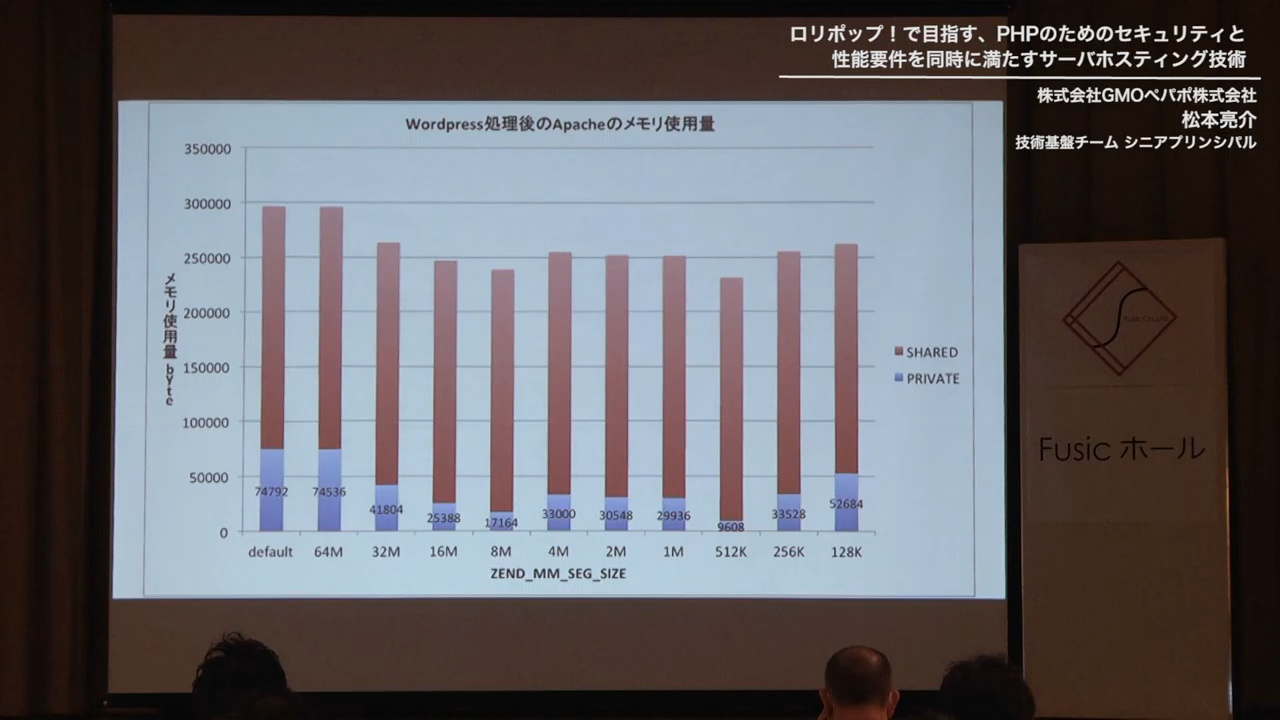 ロリポップ！で目指す、PHPのためのセキュリティと
性能要件を同時に満たすサーバホスティング技術
株式会社GMOペパボ株式会社
松本亮介
技術基盤チーム シニアプリンシパル
Wordpress処理後のApacheのメモリ使用量
メモリ使用量 byte
350000
300000
250000
200000
150000
100000
50000
0
74792 74536 41804 25388 17164 33000 30548 29936 9608 33528 52684
default 64M 32M 16M 8M 4M 2M 1M 512K 256K 128K
ZEND_MM_SEG_SIZE
SHARED
PRIVATE
Fusic ホール